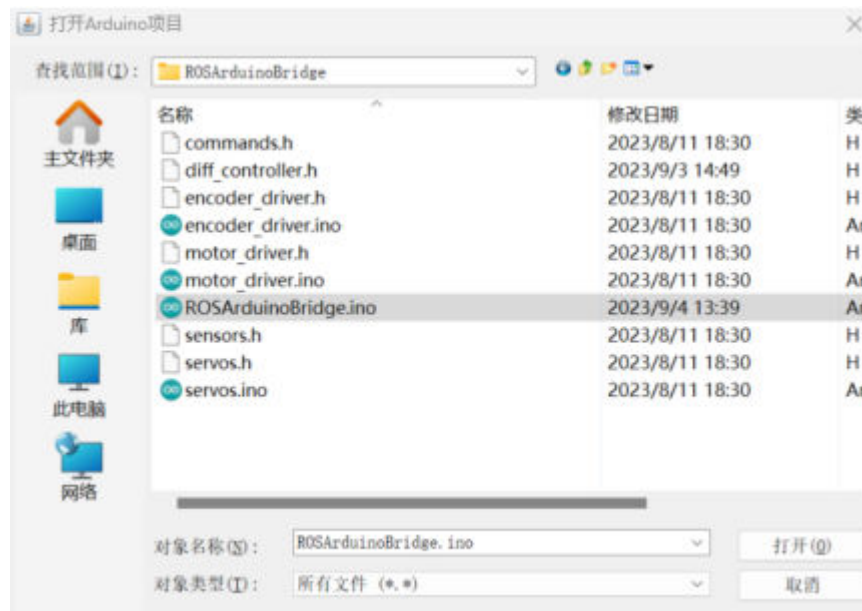 打开Arduino项目
查找范围(I): ROSArduinoBridge
名称 修改日期 类
commands.h 2023/8/11 18:30 H
diff_controller.h 2023/9/3 14:49 H
encoder_driver.h 2023/8/11 18:30 H
encoder_driver.ino 2023/8/11 18:30 Ar
motor_driver.h 2023/8/11 18:30 H
motor_driver.ino 2023/8/11 18:30 Ar
ROSArduinoBridge.ino 2023/9/4 13:39 Ar
sensors.h 2023/8/11 18:30 H
servos.h 2023/8/11 18:30 H
servos.ino 2023/8/11 18:30 Ar
主文件夹
桌面
库
此电脑
网络
对象名称(N): ROSArduinoBridge.ino 打开(O)
对象类型(T): 所有文件 (*.*) 取消